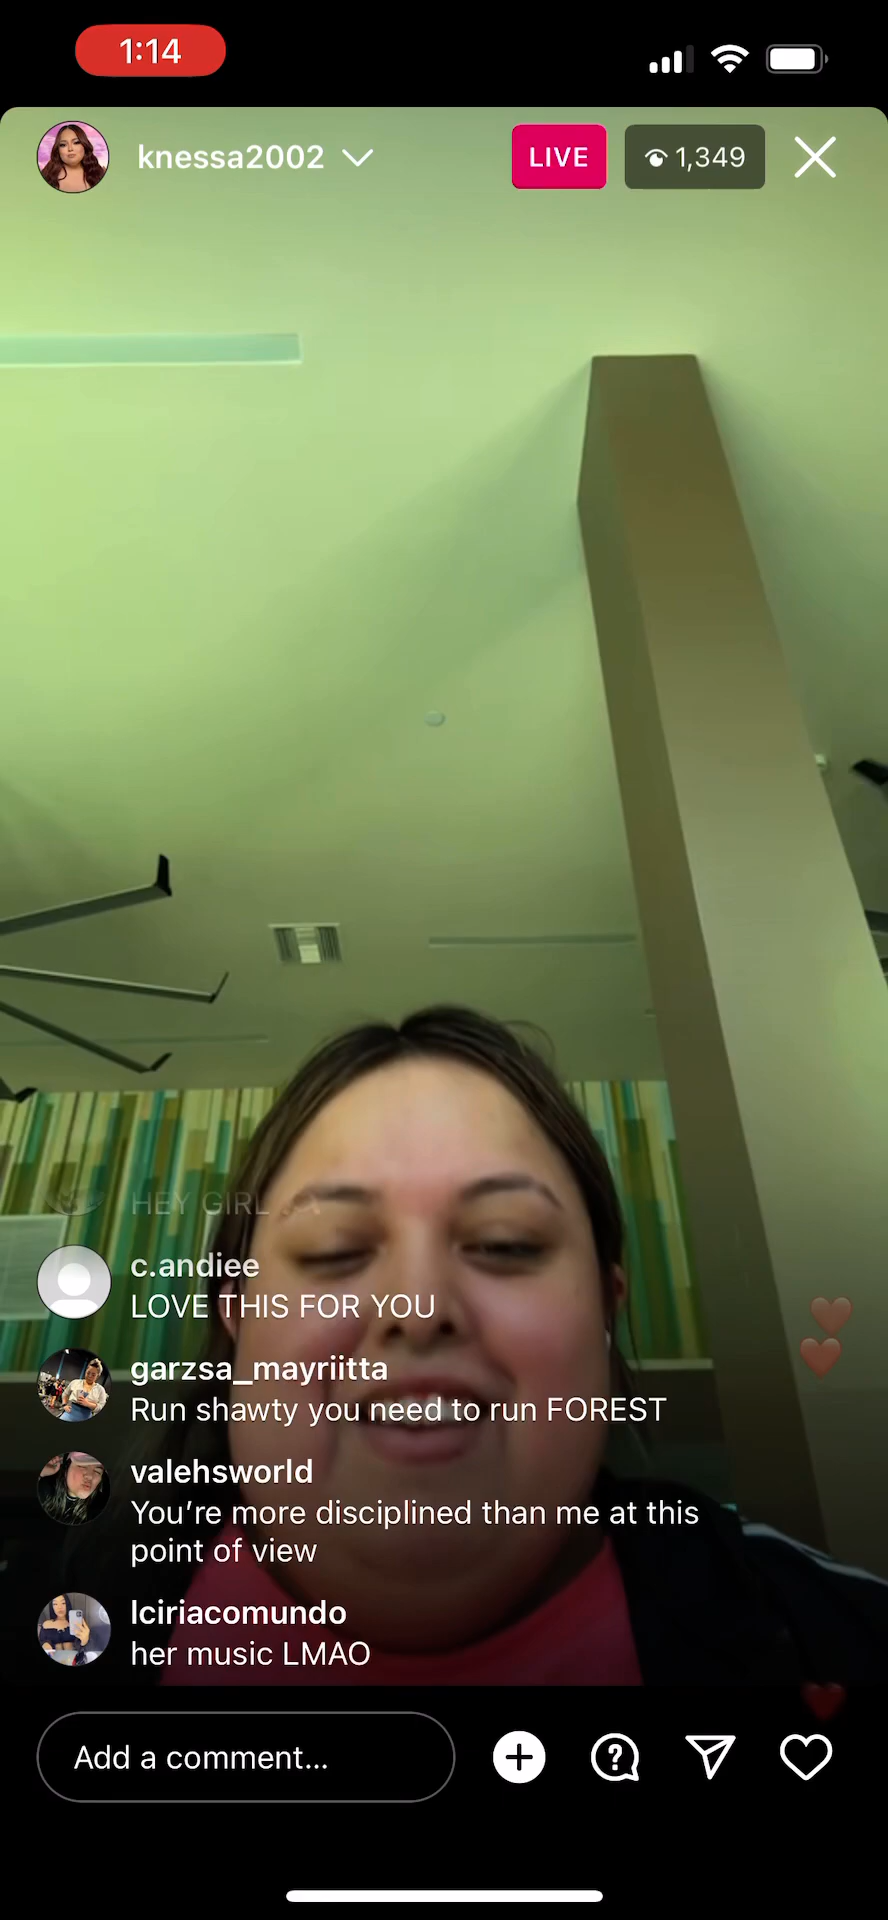 1:14
knessa2002
LIVE
1,349
HEY GIRL
c.andiee
LOVE THIS FOR YOU
garzsa_mayriitta
Run shawty you need to run FOREST
valehsworld
You’re more disciplined than me at this
point of view
lciriacomundo
her music LMAO
Add a comment...